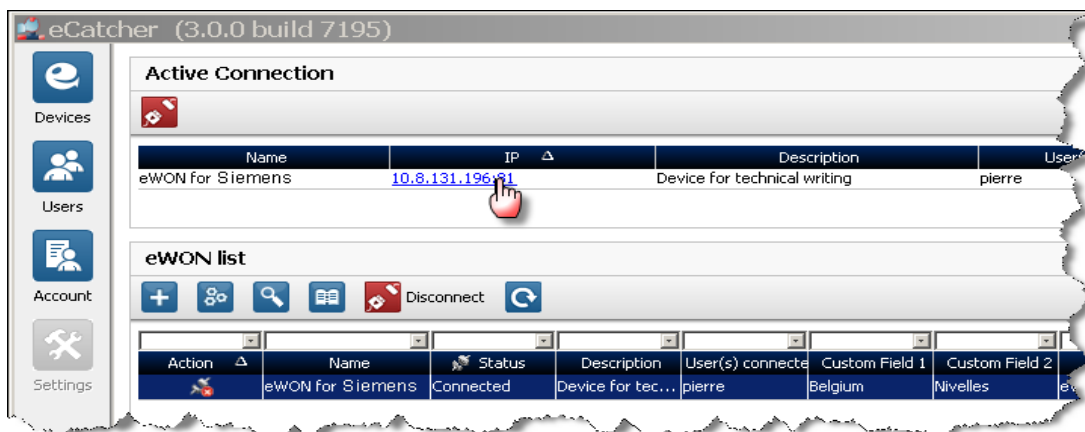 eCatcher (3.0.0 build 7195)
Active Connection
Devices
Name IP Description User(s
eWON for Siemens 10.8.131.196:81 Device for technical writing pierre
Users
eWON list
Account
Disconnect
Action Name Status Description User(s) connecte Custom Field 1 Custom Field 2
Settings
eWON for Siemens Connected Device for tec... pierre Belgium Nivelles